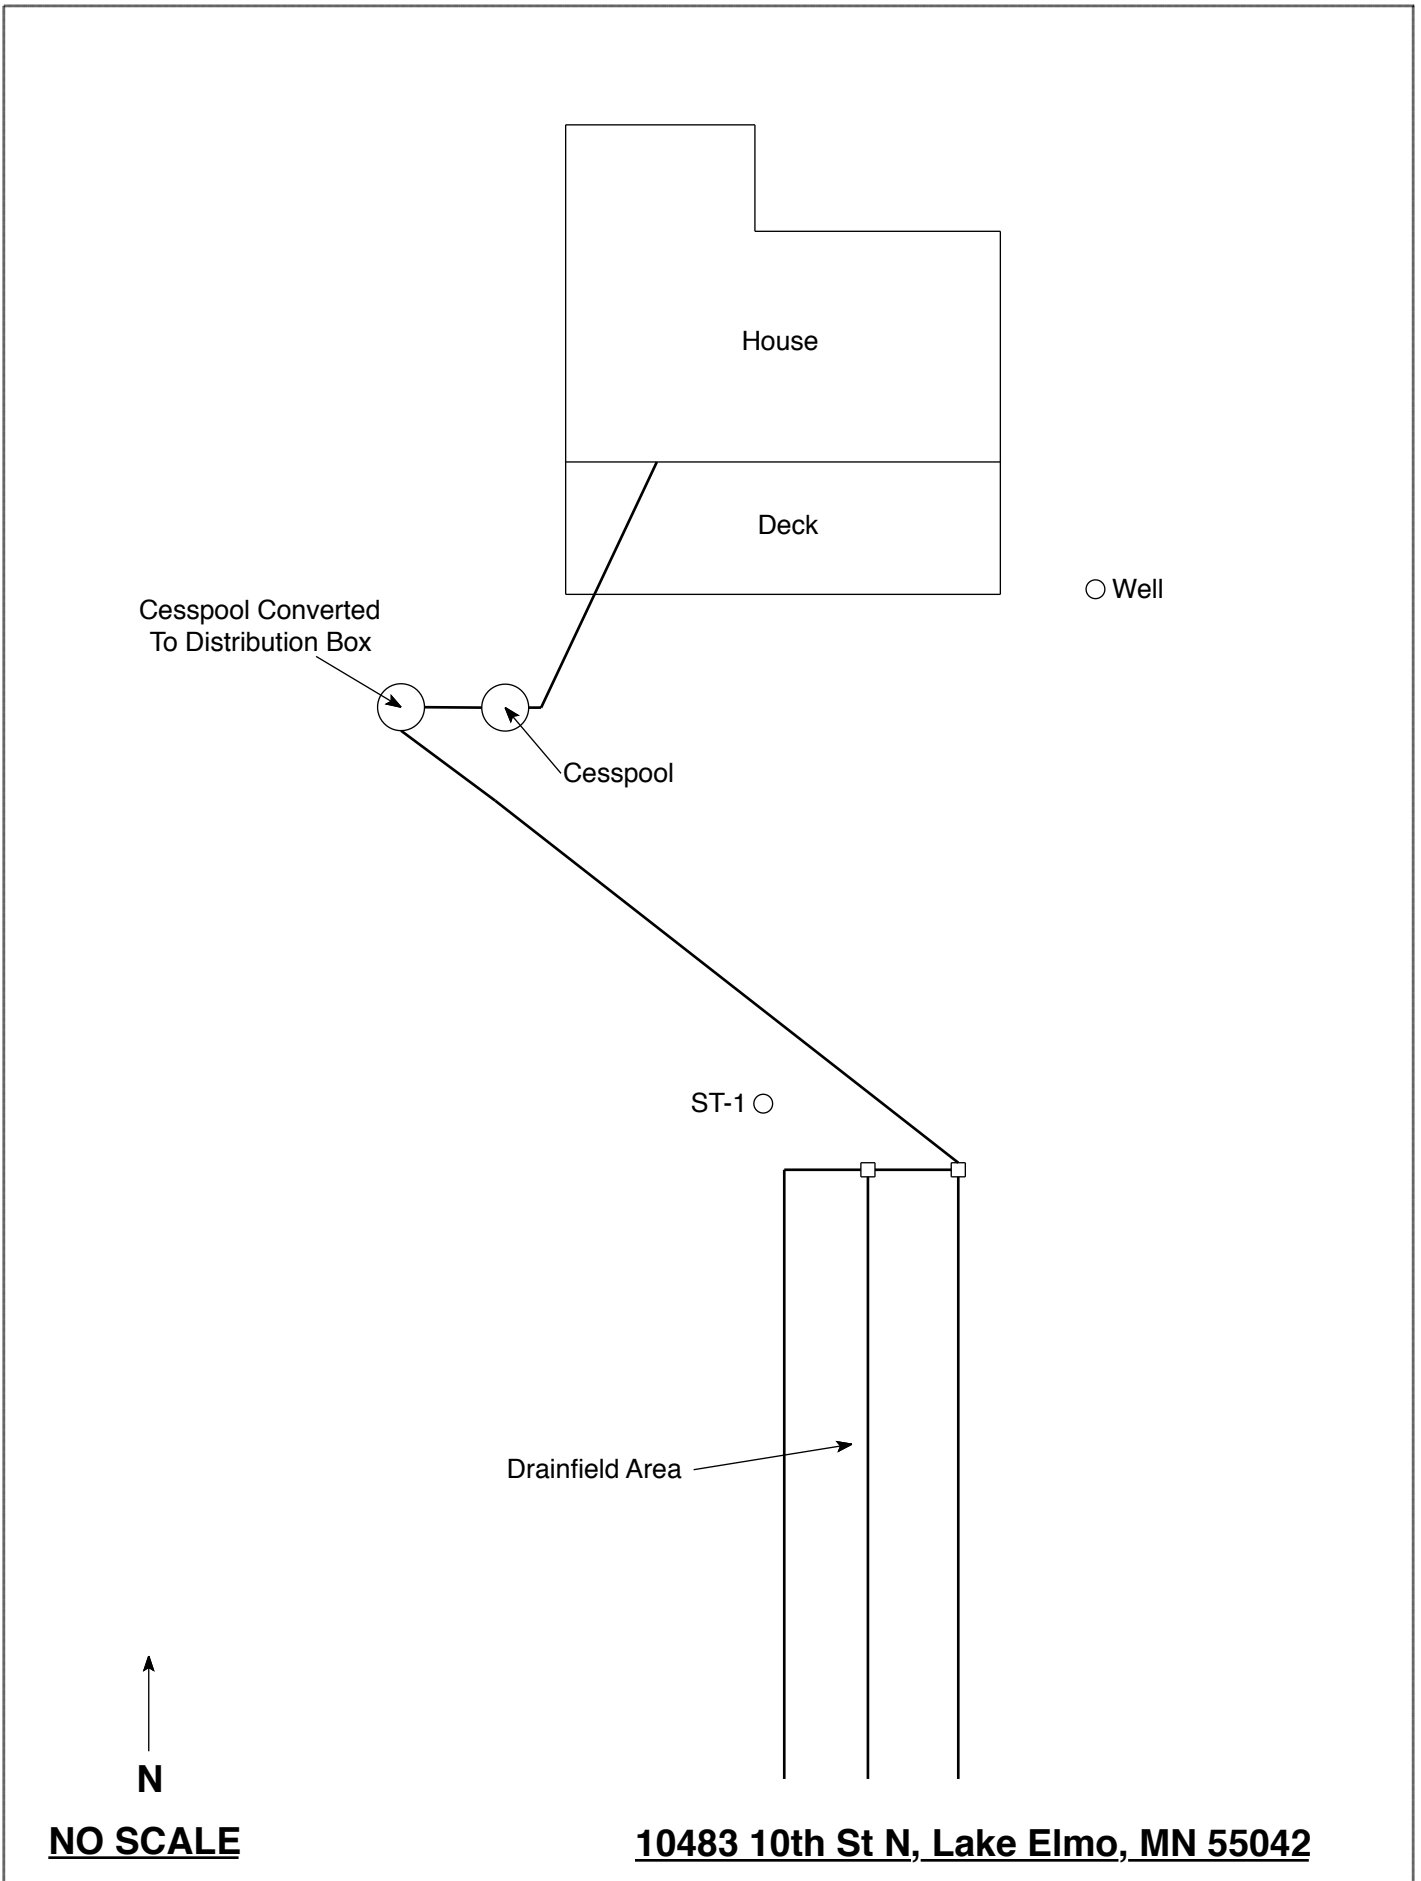 House
Deck
Well
Cesspool Converted
To Distribution Box
Cesspool
ST-1
Drainfield Area
N
NO SCALE
10483 10th St N, Lake Elmo, MN 55042